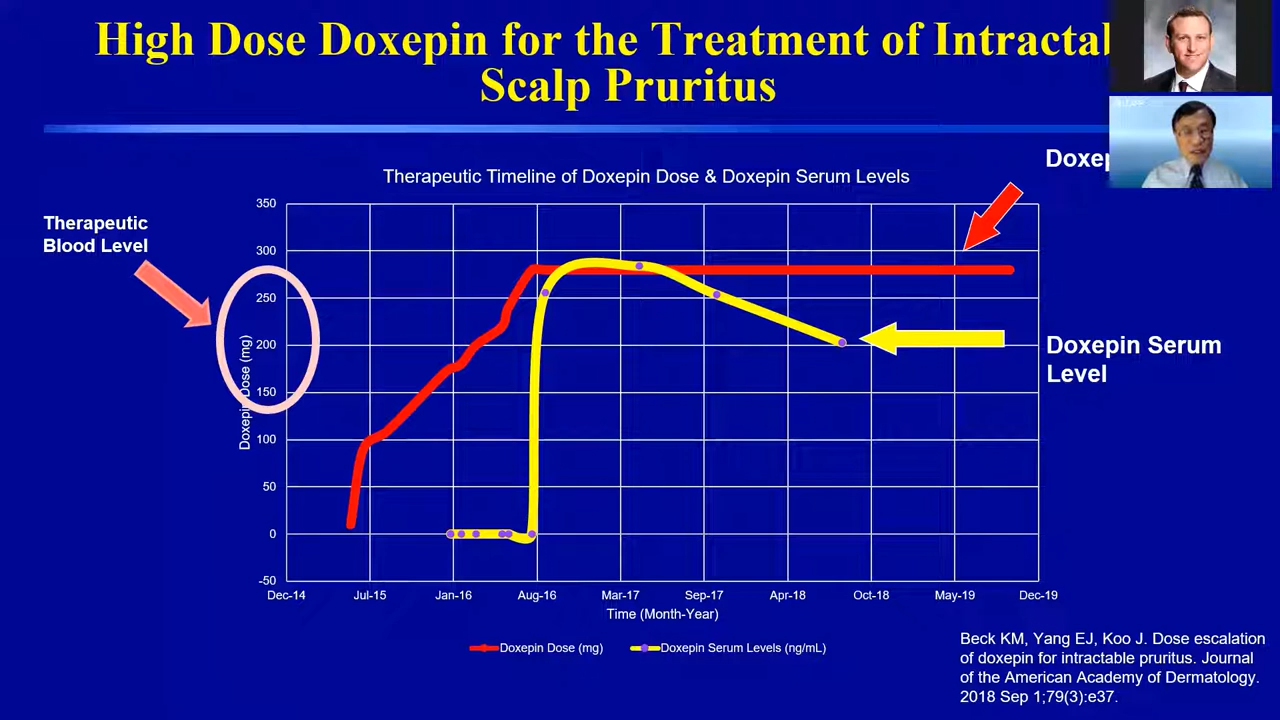 High Dose Doxepin for the Treatment of
Scalp Pruritus
Therapeutic
Blood Level
Therapeutic Timeline of Doxepin Dose & Doxepin Serum Levels
350
300
250
200
150
100
50
0
-50
Doxepin Dose (mg)
Dec-14 Jul-15 Jan-16 Aug-16 Mar-17 Sep-17 Apr-18 Oct-18 May-19 Dec-19
Time (Month-Year)
Doxepin Dose (mg) Doxepin Serum Levels (ng/mL)
Doxepin Serum
Level
Beck KM, Yang EJ, Koo J. Dose escalation
of doxepin for intractable pruritus. Journal
of the American Academy of Dermatology.
2018 Sep 1;79(3):e37.